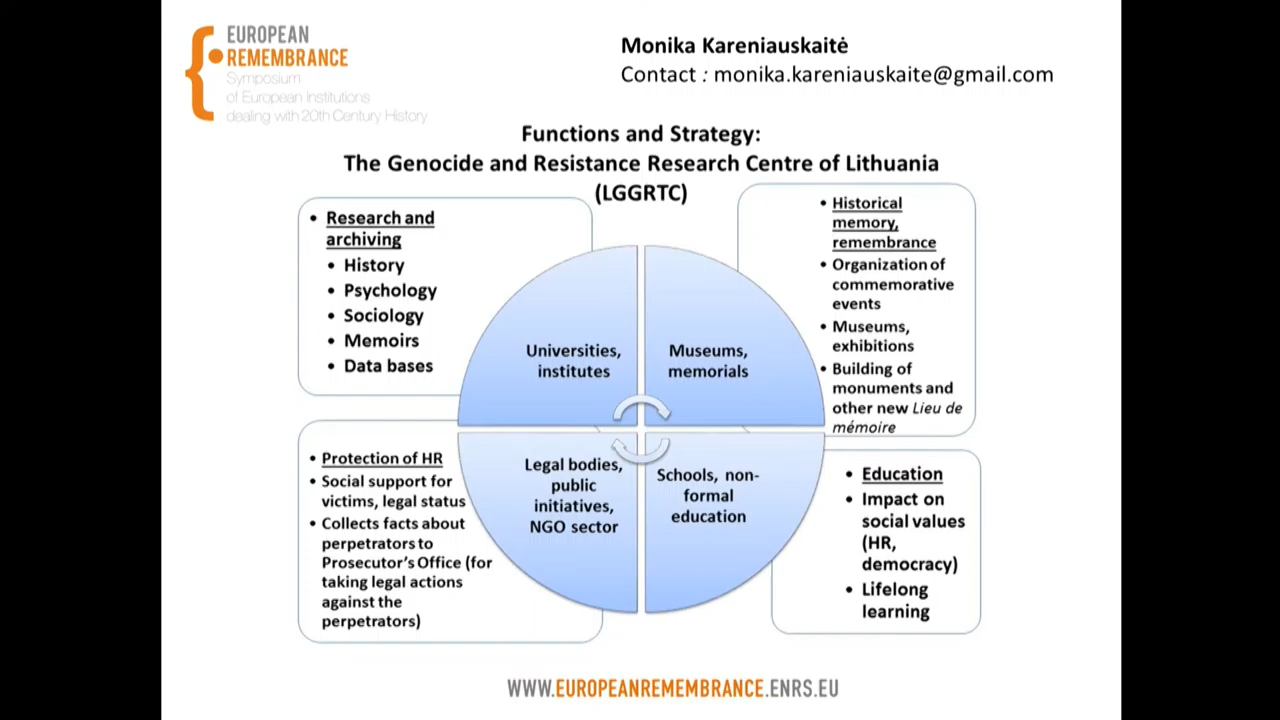 EUROPEAN
REMEMBRANCE
Symposium
of European Institutions
dealing with 20th Century History
Monika Kareniauskaitė
Contact : monika.kareniauskaite@gmail.com
Functions and Strategy:
The Genocide and Resistance Research Centre of Lithuania
(LGGRTC)
• Research and
archiving
• History
• Psychology
• Sociology
• Memoirs
• Data bases
Universities,
institutes
Museums,
memorials
• Historical
memory,
remembrance
• Organization of
commemorative
events
• Museums,
exhibitions
• Building of
monuments and
other new Lieu de
mémoire
• Protection of HR
• Social support for
victims, legal status
• Collects facts about
perpetrators to
Prosecutor's Office (for
taking legal actions
against the
perpetrators)
Legal bodies,
public
initiatives,
NGO sector
Schools, non-
formal
education
• Education
• Impact on
social values
(HR,
democracy)
• Lifelong
learning
WWW.EUROPEANREMEMBRANCE.ENRS.EU